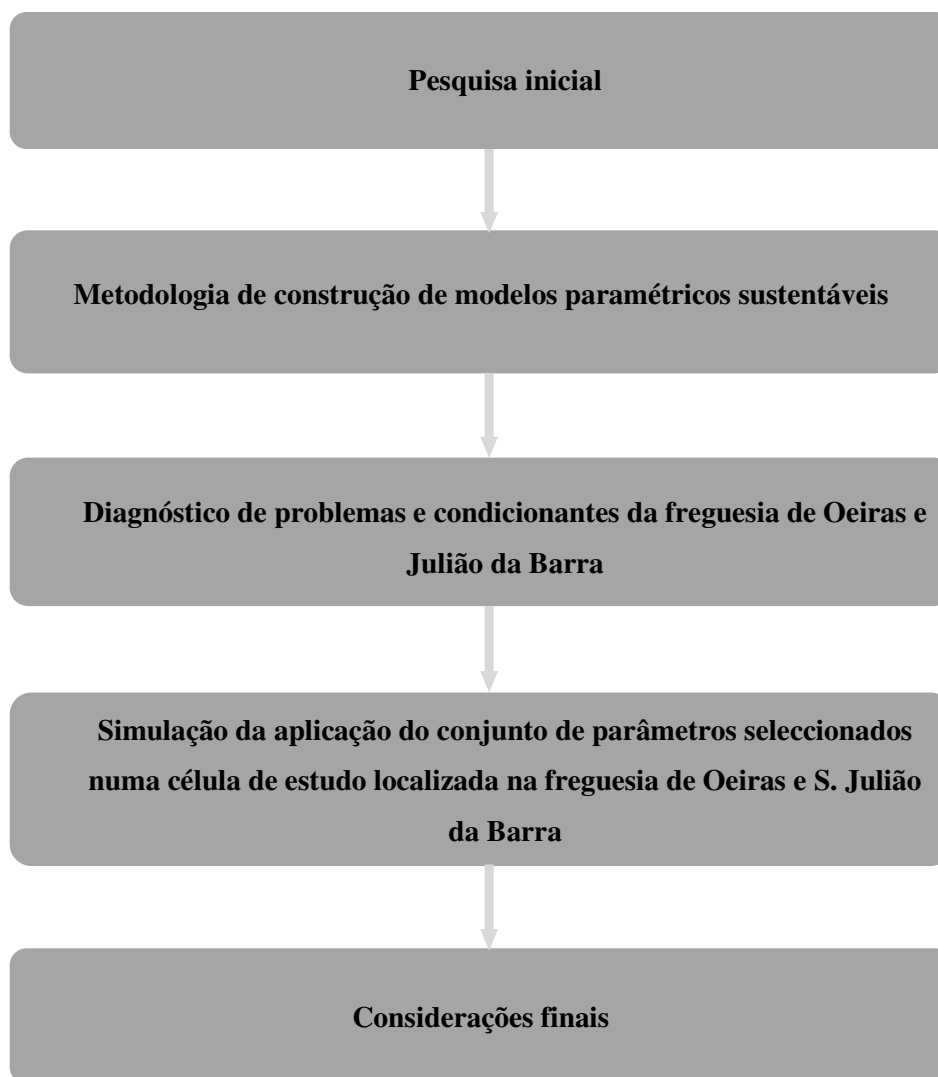 Pesquisa inicial
Metodologia de construção de modelos paramétricos sustentáveis
Diagnóstico de problemas e condicionantes da freguesia de Oeiras e
Julião da Barra
Simulação da aplicação do conjunto de parâmetros seleccionados
numa célula de estudo localizada na freguesia de Oeiras e S. Julião
da Barra
Considerações finais